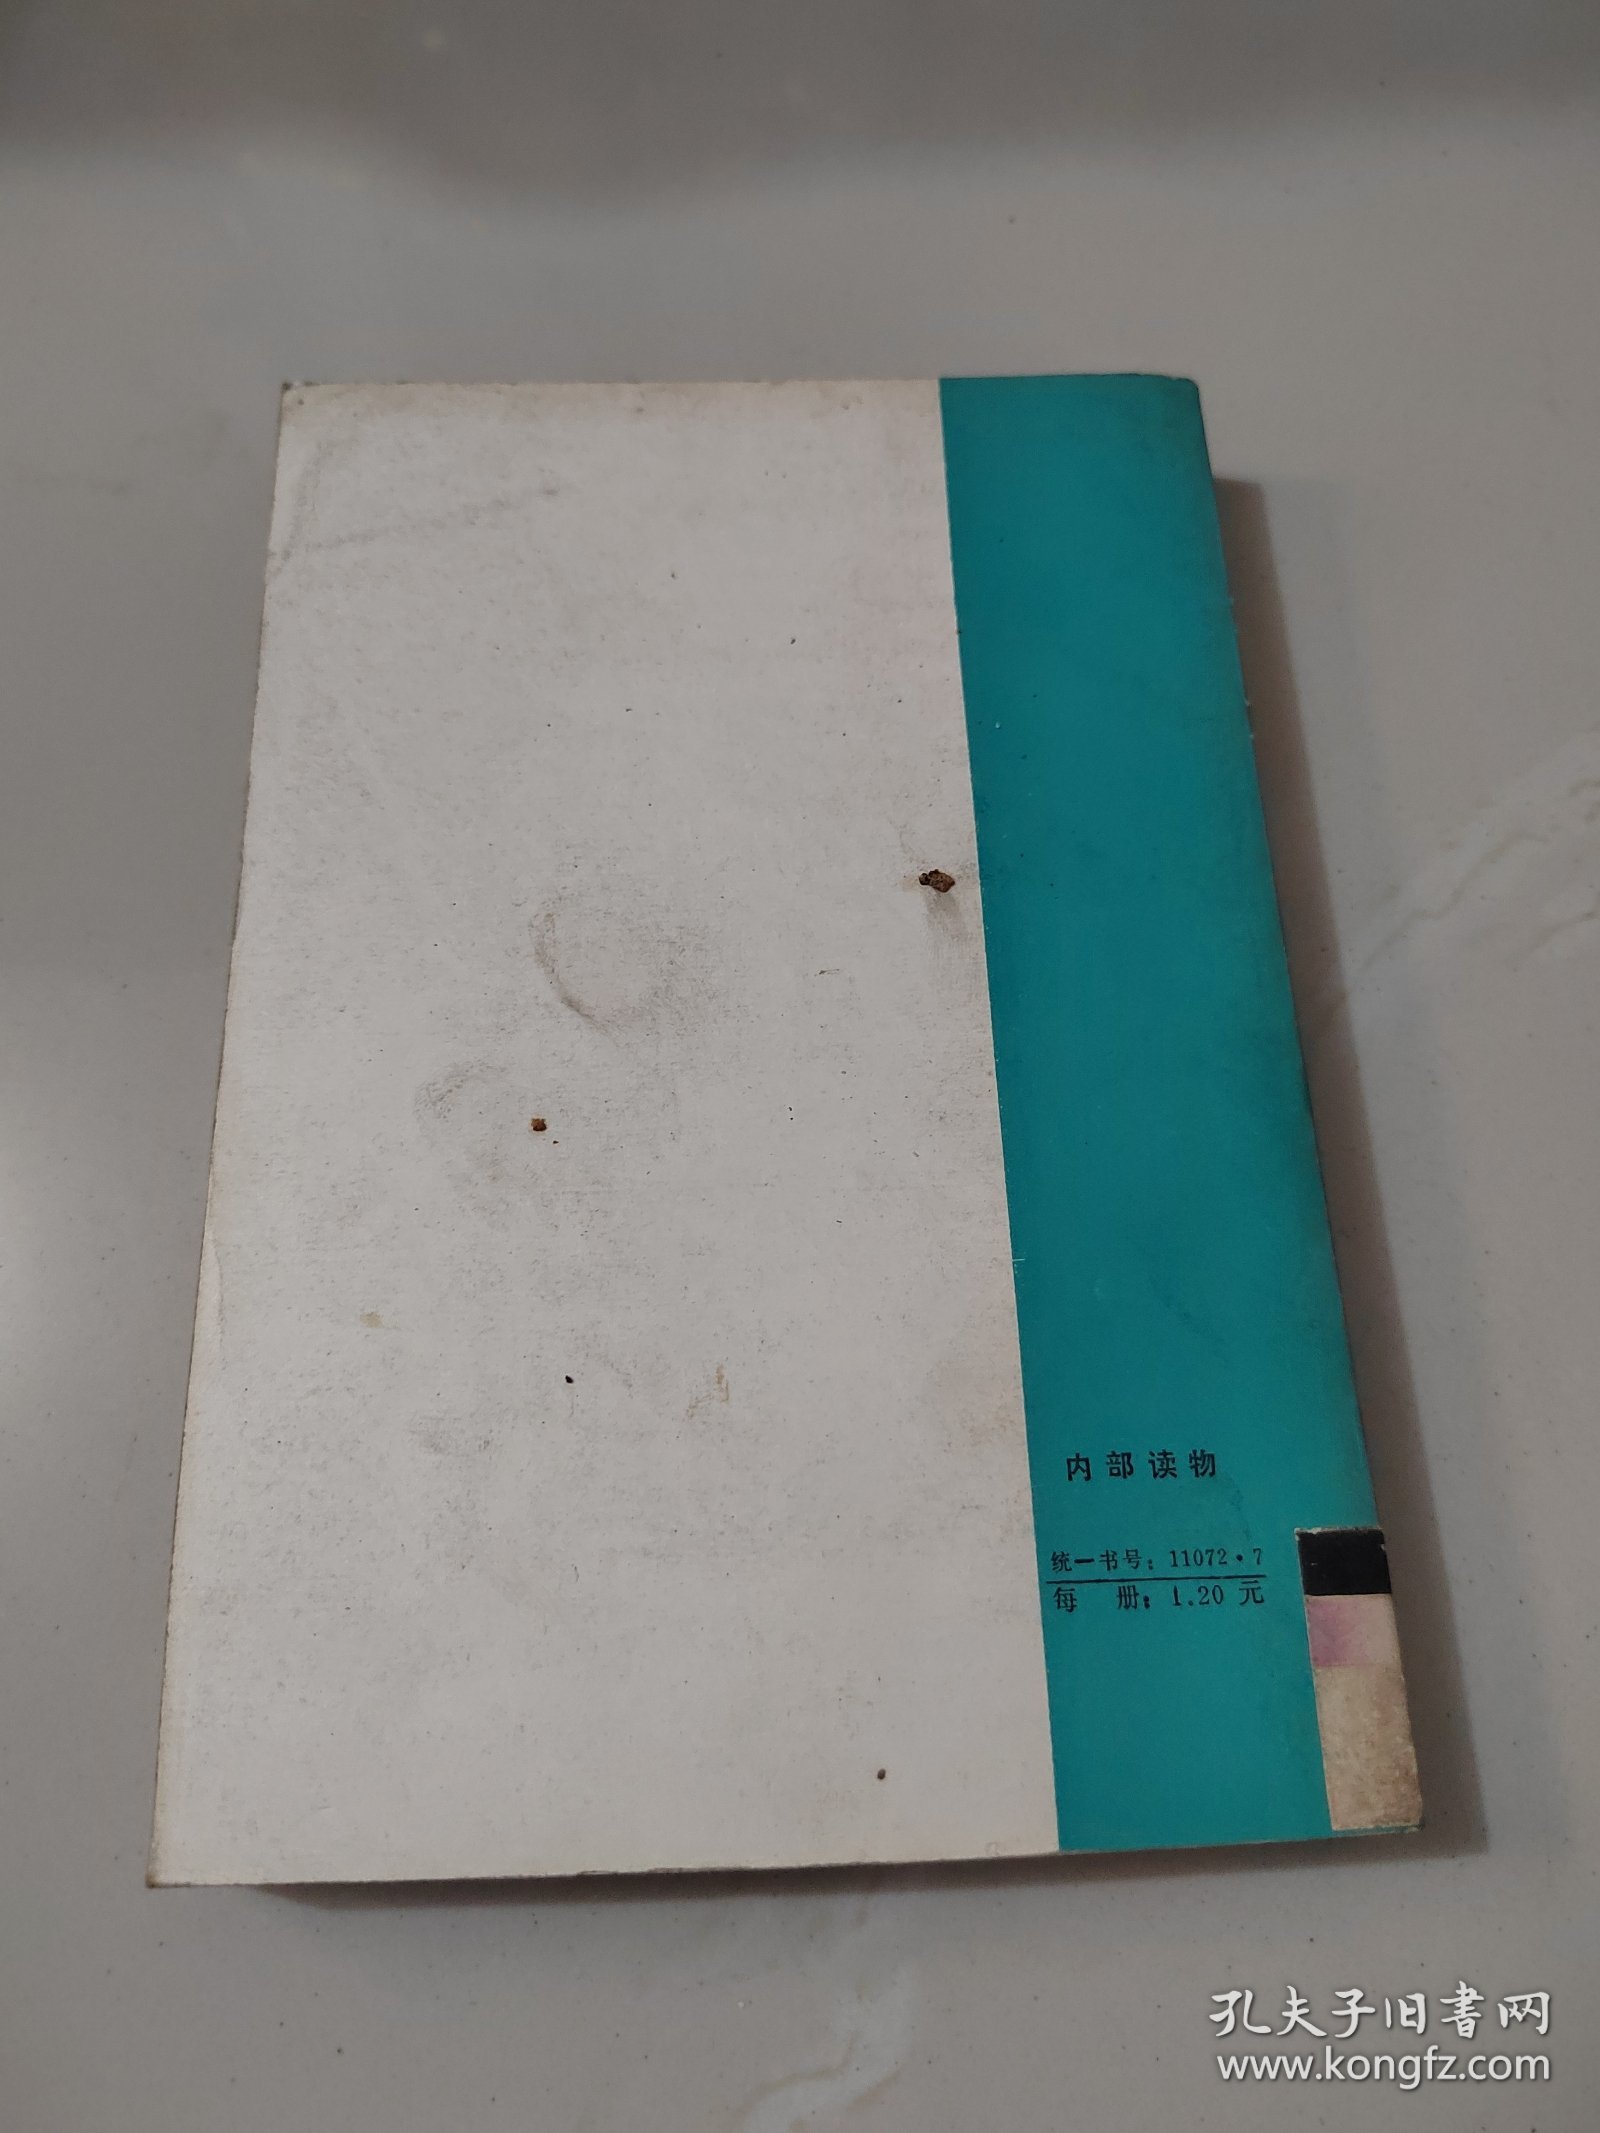 内部读物
统一书号：11072·7
每 册：1.20 元
孔夫子旧書网
www.kongfz.com